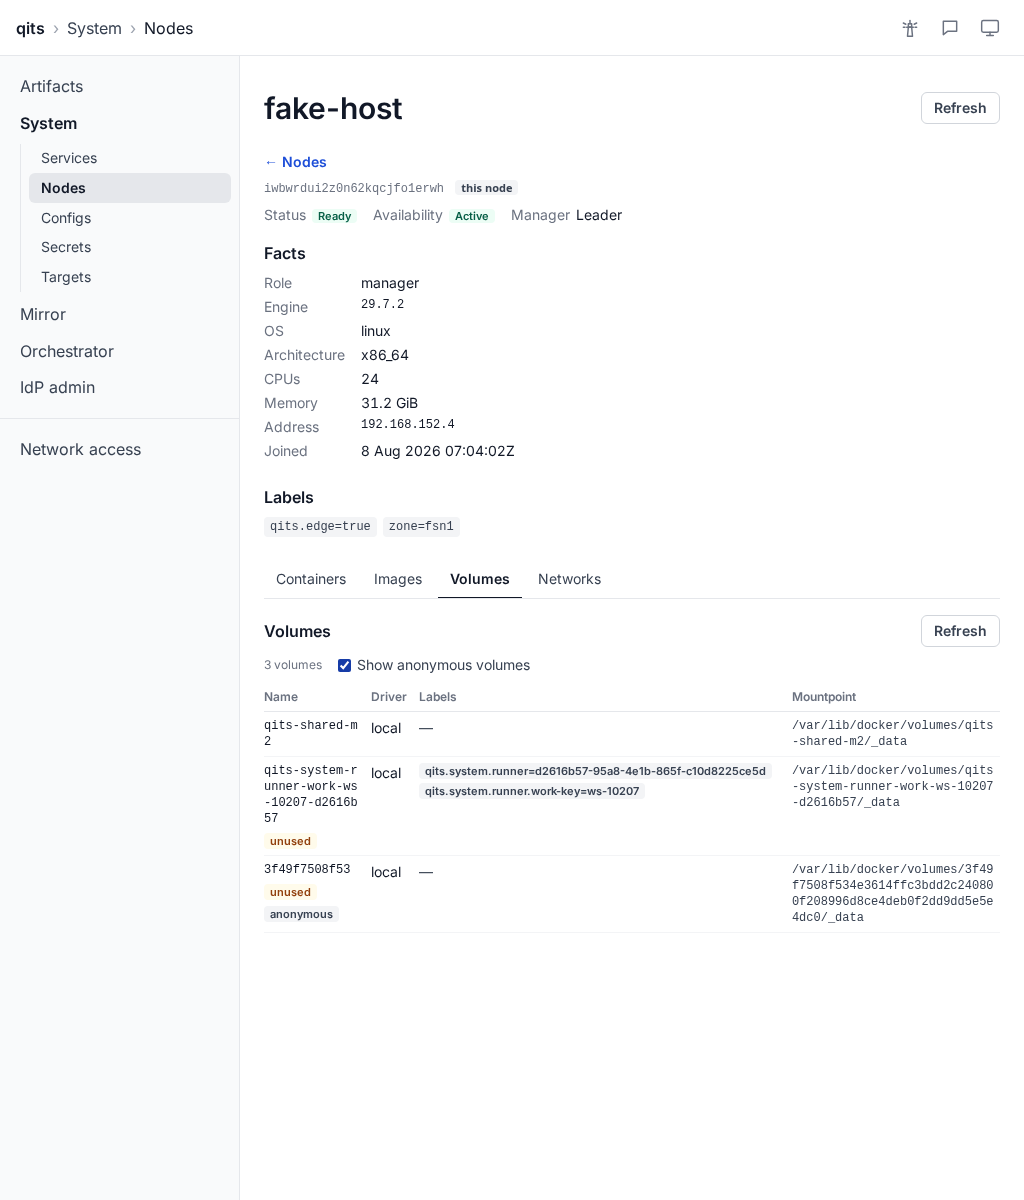 qits › System › Nodes
Artifacts
System
Services
Nodes
Configs
Secrets
Targets
Mirror
Orchestrator
IdP admin
Network access
fake-host
Refresh
← Nodes
iwbwrdui2z0n62kqcjfo1erwh this node
Status Ready Availability Active Manager Leader
Facts
Role manager
Engine 29.7.2
OS linux
Architecture x86_64
CPUs 24
Memory 31.2 GiB
Address 192.168.152.4
Joined 8 Aug 2026 07:04:02Z
Labels
qits.edge=true zone=fsn1
Containers Images Volumes Networks
Volumes
Refresh
3 volumes Show anonymous volumes
Name Driver Labels Mountpoint
qits-shared-m
2
local
—
/var/lib/docker/volumes/qits
-shared-m2/_data
qits-system-r
unner-work-ws
-10207-d2616b
57
unused
local
qits.system.runner=d2616b57-95a8-4e1b-865f-c10d8225ce5d
qits.system.runner.work-key=ws-10207
/var/lib/docker/volumes/qits
-system-runner-work-ws-10207
-d2616b57/_data
3f49f7508f53
unused
anonymous
local
—
/var/lib/docker/volumes/3f49
f7508f534e3614ffc3bdd2c24080
0f208996d8ce4deb0f2dd9dd5e5e
4dc0/_data